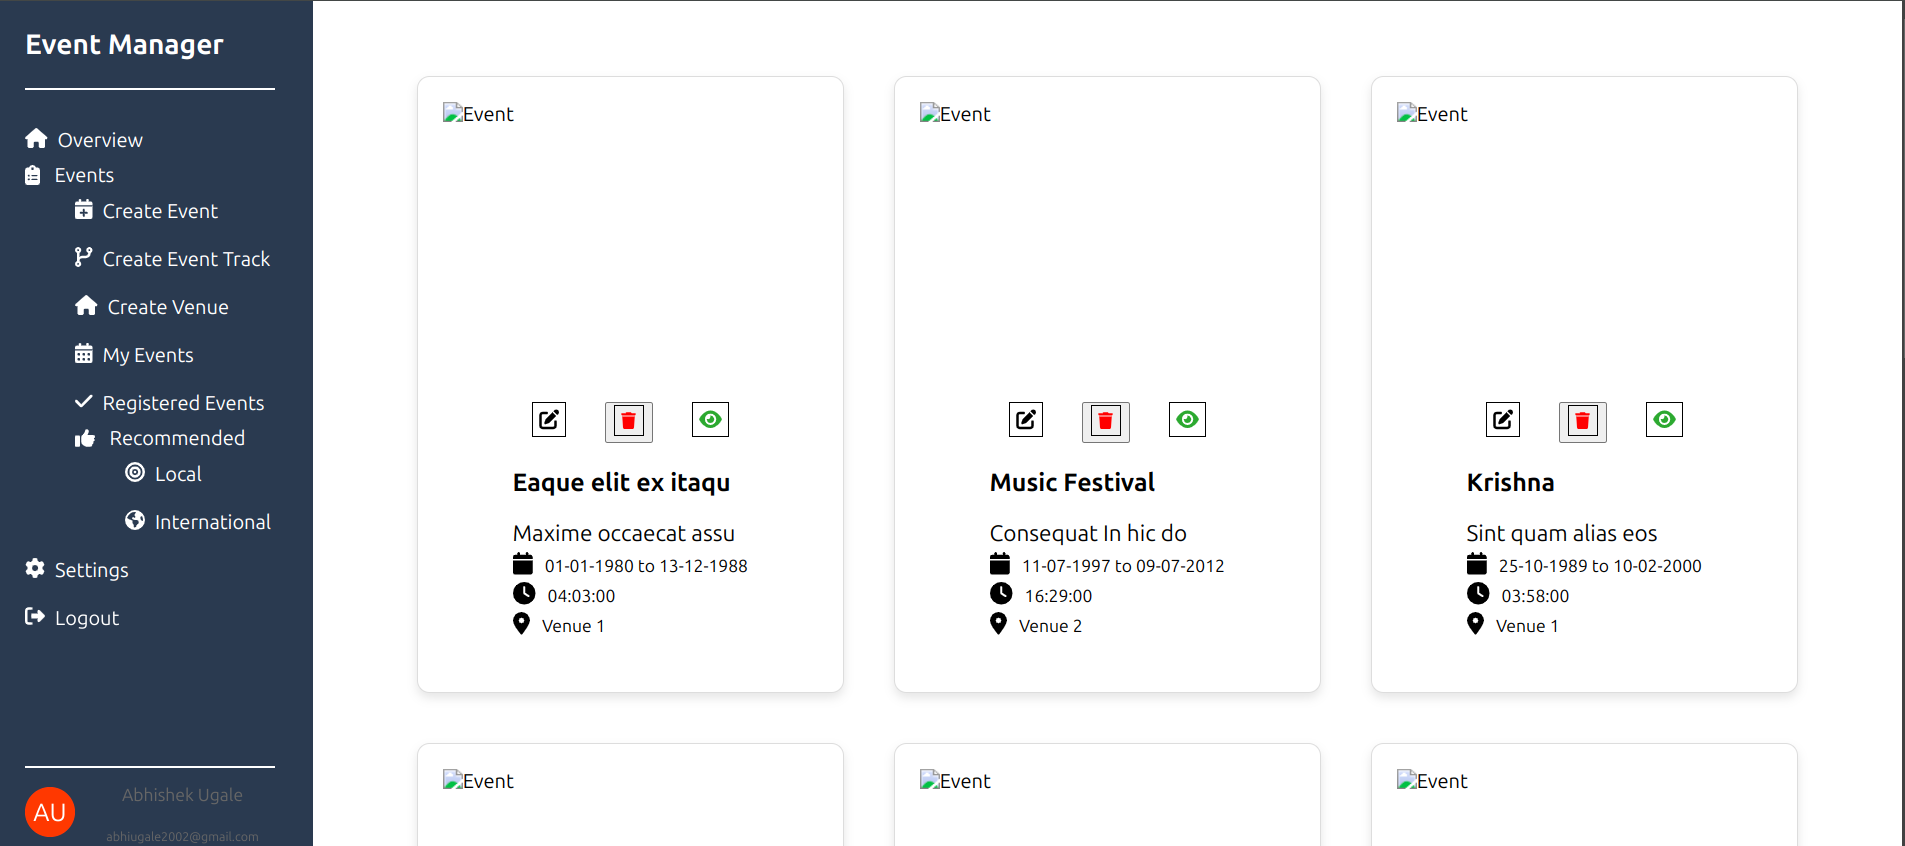 Event Manager
Overview
Events
Create Event
Create Event Track
Create Venue
My Events
Registered Events
Recommended
Local
International
Settings
Logout
AU
Abhishek Ugale
abhiugale2002@gmail.com
Event
Eaque elit ex itaqu
Maxime occaecat assu
01-01-1980 to 13-12-1988
04:03:00
Venue 1
Event
Music Festival
Consequat In hic do
11-07-1997 to 09-07-2012
16:29:00
Venue 2
Event
Krishna
Sint quam alias eos
25-10-1989 to 10-02-2000
03:58:00
Venue 1
Event
Event
Event